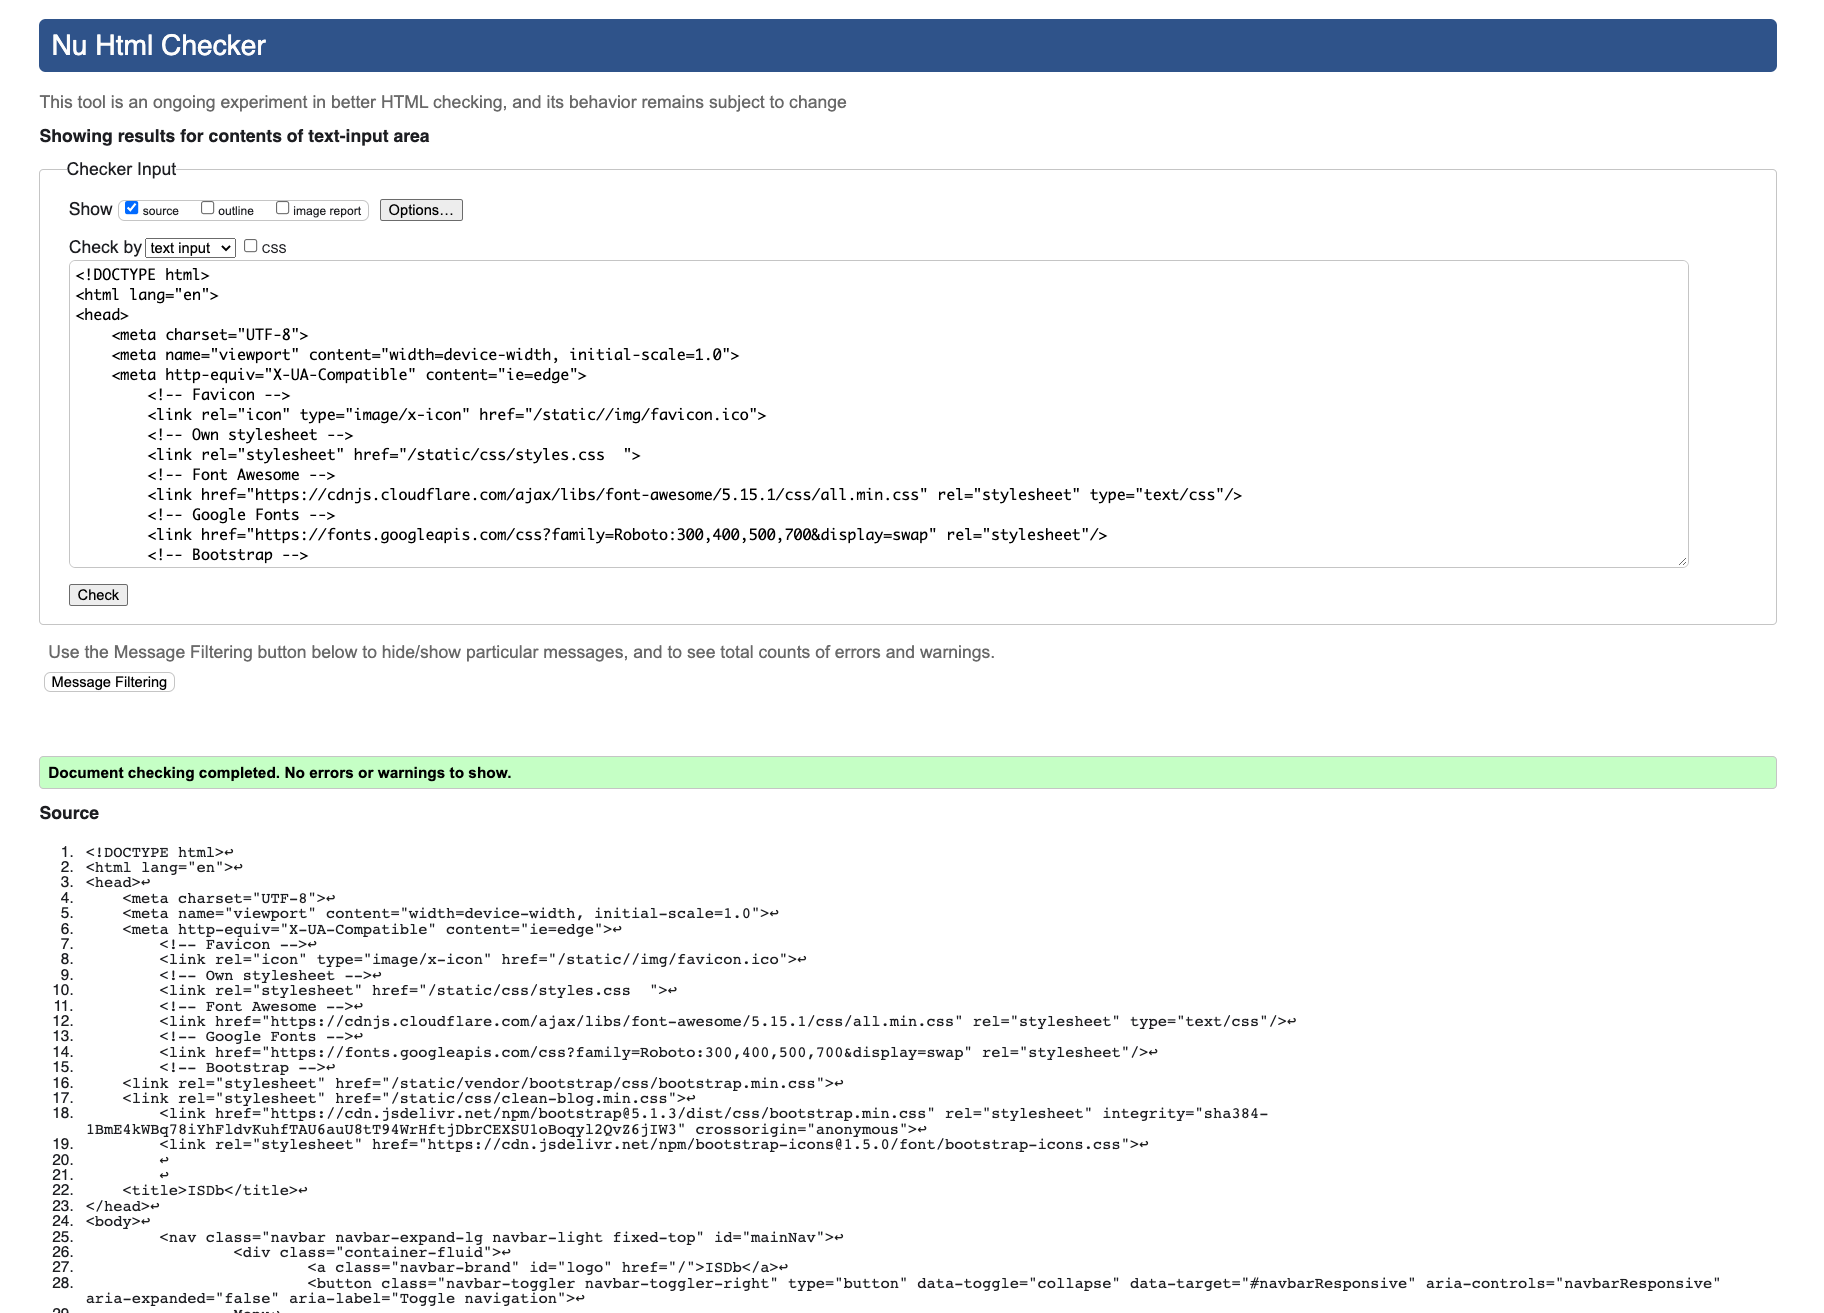 Nu Html Checker
This tool is an ongoing experiment in better HTML checking, and its behavior remains subject to change
Showing results for contents of text-input area
Checker Input
Show source outline image report Options...
Check by text input css
<!DOCTYPE html>
<html lang="en">
<head>
    <meta charset="UTF-8">
    <meta name="viewport" content="width=device-width, initial-scale=1.0">
    <meta http-equiv="X-UA-Compatible" content="ie=edge">
        <!-- Favicon -->
        <link rel="icon" type="image/x-icon" href="/static//img/favicon.ico">
        <!-- Own stylesheet -->
        <link rel="stylesheet" href="/static/css/styles.css  ">
        <!-- Font Awesome -->
        <link href="https://cdnjs.cloudflare.com/ajax/libs/font-awesome/5.15.1/css/all.min.css" rel="stylesheet" type="text/css"/>
        <!-- Google Fonts -->
        <link href="https://fonts.googleapis.com/css?family=Roboto:300,400,500,700&display=swap" rel="stylesheet"/>
        <!-- Bootstrap -->
Check
Use the Message Filtering button below to hide/show particular messages, and to see total counts of errors and warnings.
Message Filtering
Document checking completed. No errors or warnings to show.
Source
1. <!DOCTYPE html>↩
2. <html lang="en">↩
3. <head>↩
4.     <meta charset="UTF-8">↩
5.     <meta name="viewport" content="width=device-width, initial-scale=1.0">↩
6.     <meta http-equiv="X-UA-Compatible" content="ie=edge">↩
7.         <!-- Favicon -->↩
8.         <link rel="icon" type="image/x-icon" href="/static//img/favicon.ico">↩
9.         <!-- Own stylesheet -->↩
10.         <link rel="stylesheet" href="/static/css/styles.css  ">↩
11.         <!-- Font Awesome -->↩
12.         <link href="https://cdnjs.cloudflare.com/ajax/libs/font-awesome/5.15.1/css/all.min.css" rel="stylesheet" type="text/css"/>↩
13.         <!-- Google Fonts -->↩
14.         <link href="https://fonts.googleapis.com/css?family=Roboto:300,400,500,700&display=swap" rel="stylesheet"/>↩
15.         <!-- Bootstrap -->↩
16.     <link rel="stylesheet" href="/static/vendor/bootstrap/css/bootstrap.min.css">↩
17.     <link rel="stylesheet" href="/static/css/clean-blog.min.css">↩
18.         <link href="https://cdn.jsdelivr.net/npm/bootstrap@5.1.3/dist/css/bootstrap.min.css" rel="stylesheet" integrity="sha384-
1BmE4kWBq78iYhFldvKuhfTAU6auU8tT94WrHftjDbrCEXSU1oBoqyl2QvZ6jIW3" crossorigin="anonymous">↩
19.         <link rel="stylesheet" href="https://cdn.jsdelivr.net/npm/bootstrap-icons@1.5.0/font/bootstrap-icons.css">↩
20.         ↩
21.         ↩
22.     <title>ISDb</title>↩
23. </head>↩
24. <body>↩
25.         <nav class="navbar navbar-expand-lg navbar-light fixed-top" id="mainNav">↩
26.                 <div class="container-fluid">↩
27.                         <a class="navbar-brand" id="logo" href="/">ISDb</a>↩
28.                         <button class="navbar-toggler navbar-toggler-right" type="button" data-toggle="collapse" data-target="#navbarResponsive" aria-controls="navbarResponsive"
aria-expanded="false" aria-label="Toggle navigation">↩